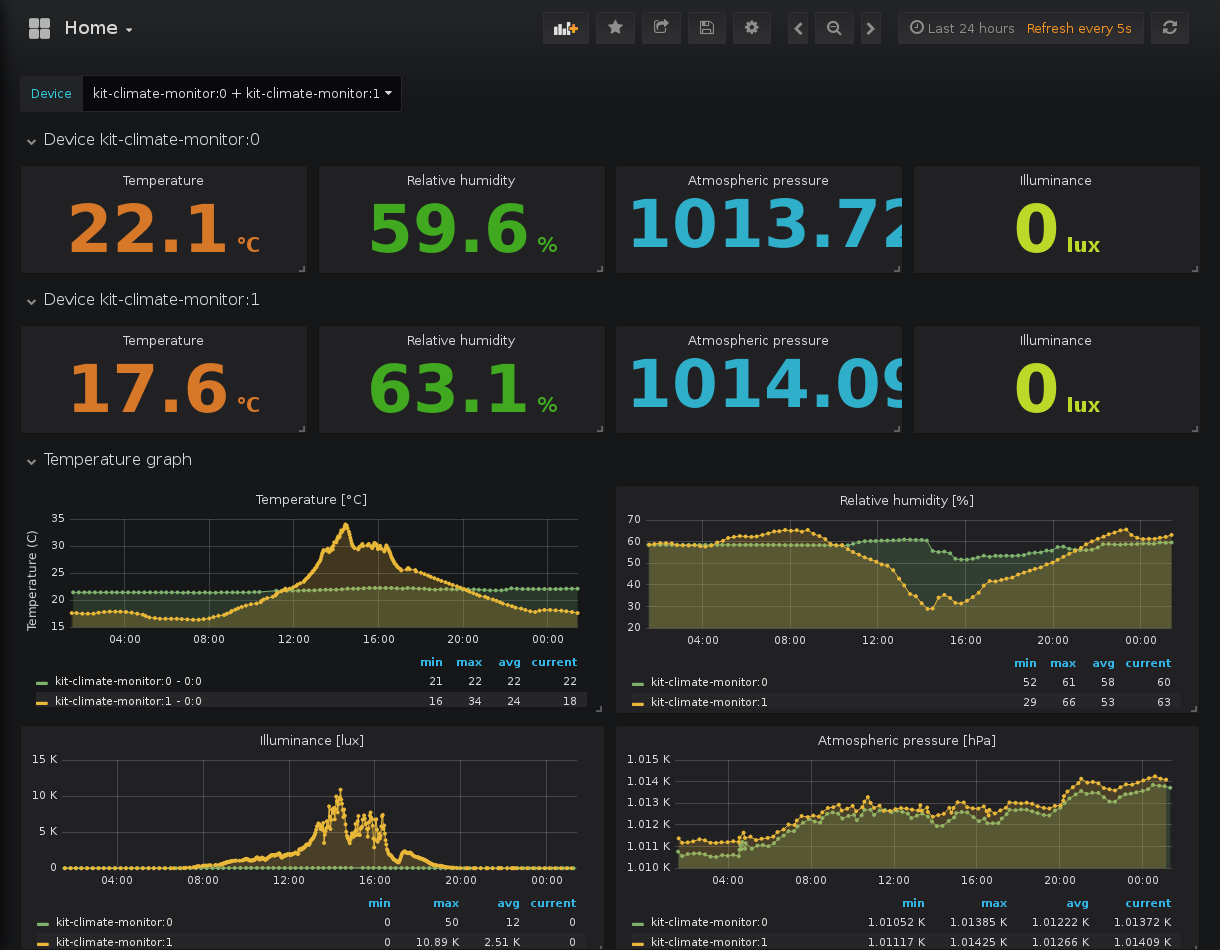 Home
Last 24 hours Refresh every 5s
Device kit-climate-monitor:0 + kit-climate-monitor:1
Device kit-climate-monitor:0
Temperature Relative humidity Atmospheric pressure Illuminance
22.1 °C 59.6 % 1013.72 0 lux
Device kit-climate-monitor:1
Temperature Relative humidity Atmospheric pressure Illuminance
17.6 °C 63.1 % 1014.09 0 lux
Temperature graph
Temperature [°C]
Temperature (C)
35
30
25
20
15
04:00 08:00 12:00 16:00 20:00 00:00
min max avg current
kit-climate-monitor:0 - 0:0 21 22 22 22
kit-climate-monitor:1 - 0:0 16 34 24 18
Relative humidity [%]
70
60
50
40
30
20
04:00 08:00 12:00 16:00 20:00 00:00
min max avg current
kit-climate-monitor:0 52 61 58 60
kit-climate-monitor:1 29 66 53 63
Illuminance [lux]
15 K
10 K
5 K
0
04:00 08:00 12:00 16:00 20:00 00:00
min max avg current
kit-climate-monitor:0 0 50 12 0
kit-climate-monitor:1 0 10.89 K 2.51 K 0
Atmospheric pressure [hPa]
1.015 K
1.014 K
1.013 K
1.012 K
1.011 K
1.010 K
04:00 08:00 12:00 16:00 20:00 00:00
min max avg current
kit-climate-monitor:0 1.01052 K 1.01385 K 1.01222 K 1.01372 K
kit-climate-monitor:1 1.01117 K 1.01425 K 1.01266 K 1.01409 K